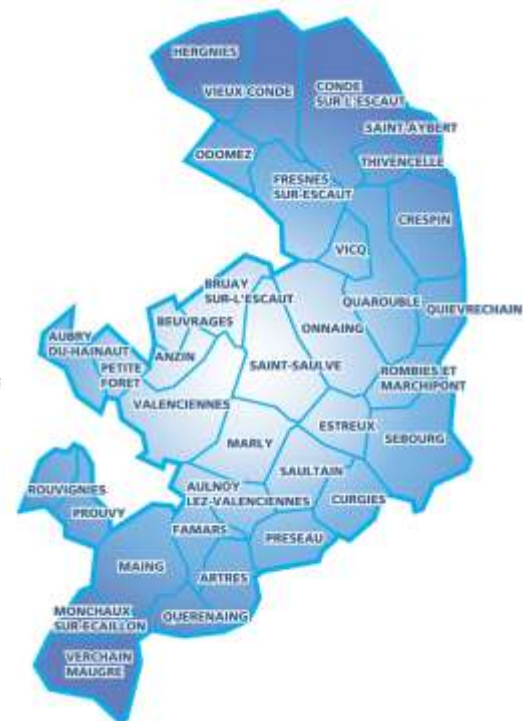 HERGNIES
VIEUX CONDE
CONDE
SUR L'ESCAUT
SAINT-AYBERT
ODOMEZ
THIVENCELLE
FRESNES
SUR-ESCAUT
CRESPIN
VICQ
BRUAY
SUR-L'ESCAUT
QUAROUBLE
QUIEVRECHAIN
BEUVRAGES
ONNAING
AUBRY
DU-HAINAUT
ANZIN
PETITE
FORET
SAINT-SAULVE
ROMBIES ET
MARCHIPONT
VALENCIENNES
ESTREUX
SEBOURG
MARLY
SAULTAIN
AULNOY
LEZ-VALENCIENNES
CURGIES
ROUVIGNIES
PROUVY
FAMARS
PRESEAU
MAING
ARTRES
MONCHAUX
SUR-ECAILLON
QUERENAING
VERCHAIN
MAUGRE